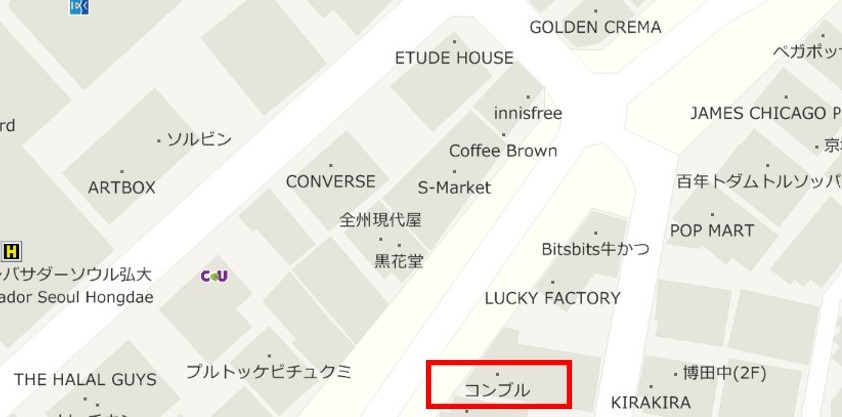 GOLDEN CREMA
ETUDE HOUSE
ペガポッ
innisfree
JAMES CHICAGO P
rd
ソルビン
Coffee Brown
京
ARTBOX
CONVERSE
S-Market
百年トダムトルソッパ
全州現代屋
POP MART
H
黒花堂
Bitsbits牛かつ
バサダーソウル弘大
CU
ador Seoul Hongdae
LUCKY FACTORY
THE HALAL GUYS
プルトッケビチュクミ
コンブル
博田中(2F)
KIRAKIRA